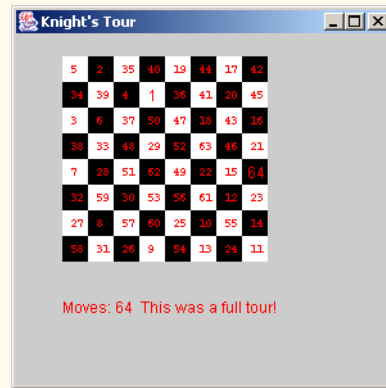 Knight's Tour
5 2 35 40 19 44 17 42
34 39 4 1 36 41 20 45
3 6 37 50 47 18 43 16
38 33 48 29 52 63 46 21
7 28 51 62 49 22 15 64
32 59 30 53 56 61 12 23
27 8 57 60 25 10 55 14
58 31 26 9 54 13 24 11
Moves: 64 This was a full tour!